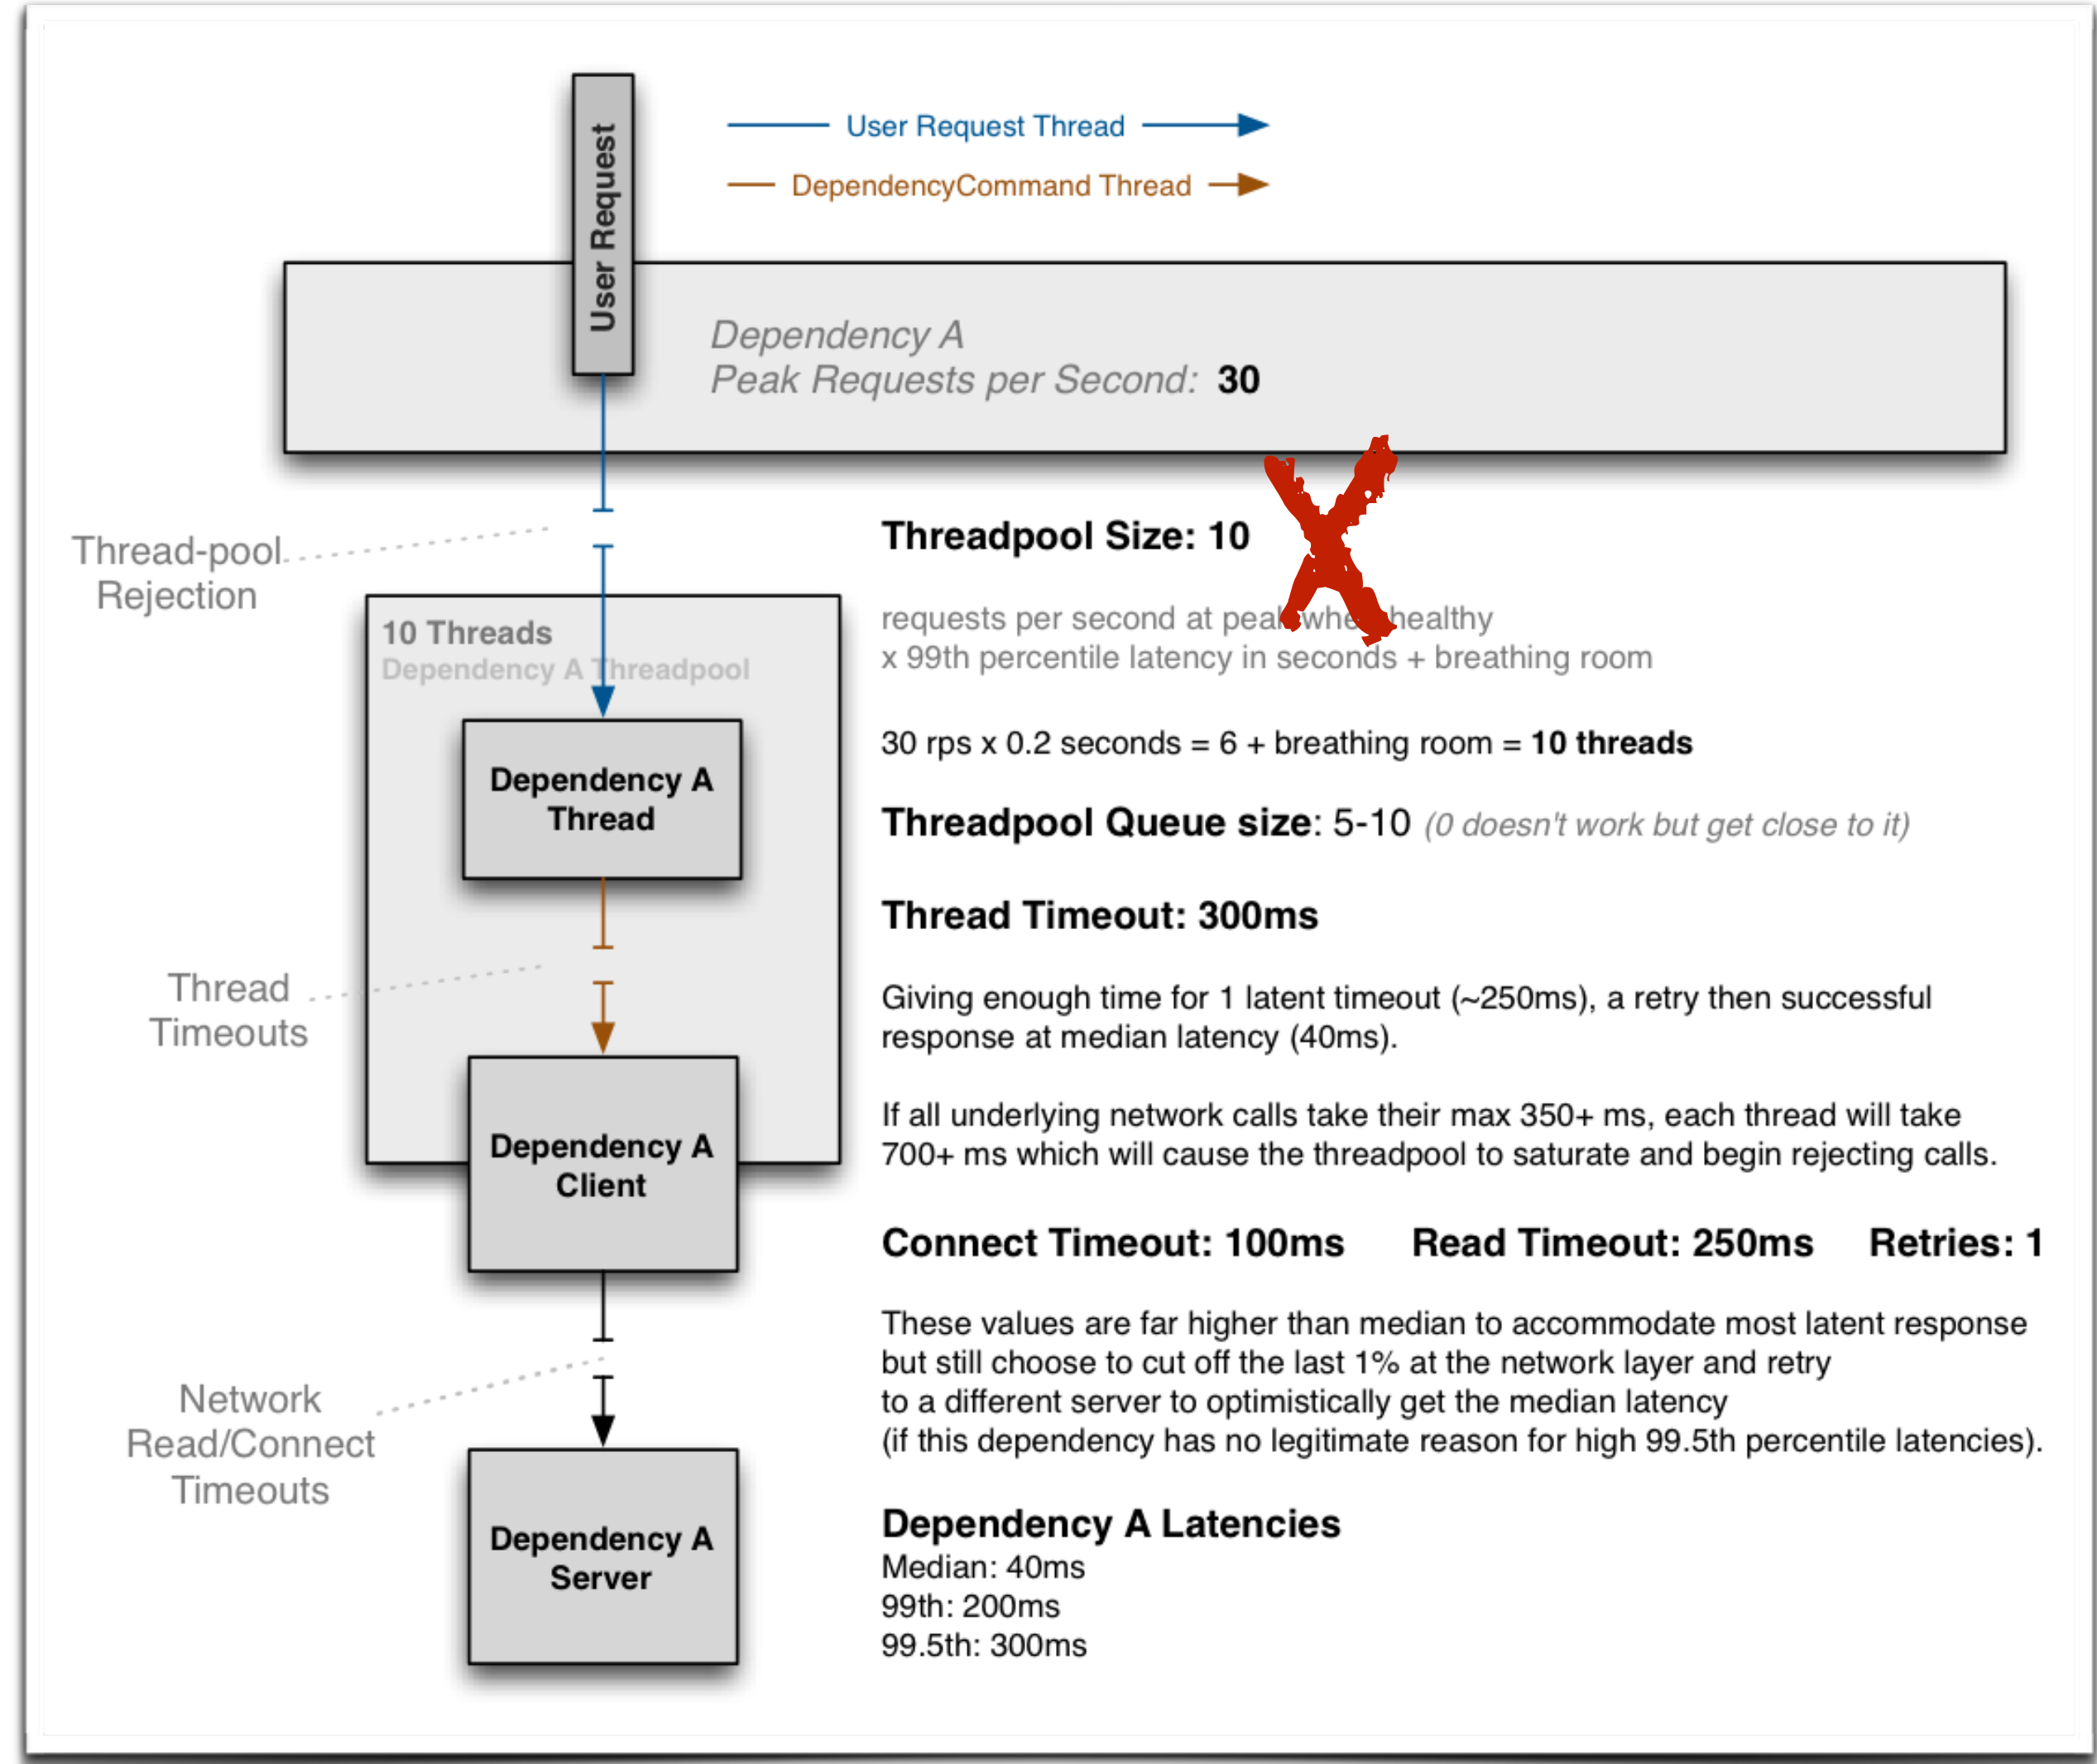 User Request
User Request Thread
DependencyCommand Thread
Dependency A
Peak Requests per Second: 30
Thread-pool
Rejection
10 Threads
Dependency A Threadpool
Dependency A
Thread
Thread
Timeouts
Dependency A
Client
Network
Read/Connect
Timeouts
Dependency A
Server
Threadpool Size: 10
requests per second at peak when healthy
x 99th percentile latency in seconds + breathing room
30 rps x 0.2 seconds = 6 + breathing room = 10 threads
Threadpool Queue size: 5-10 (0 doesn't work but get close to it)
Thread Timeout: 300ms
Giving enough time for 1 latent timeout (~250ms), a retry then successful
response at median latency (40ms).
If all underlying network calls take their max 350+ ms, each thread will take
700+ ms which will cause the threadpool to saturate and begin rejecting calls.
Connect Timeout: 100ms Read Timeout: 250ms Retries: 1
These values are far higher than median to accommodate most latent response
but still choose to cut off the last 1% at the network layer and retry
to a different server to optimistically get the median latency
(if this dependency has no legitimate reason for high 99.5th percentile latencies).
Dependency A Latencies
Median: 40ms
99th: 200ms
99.5th: 300ms